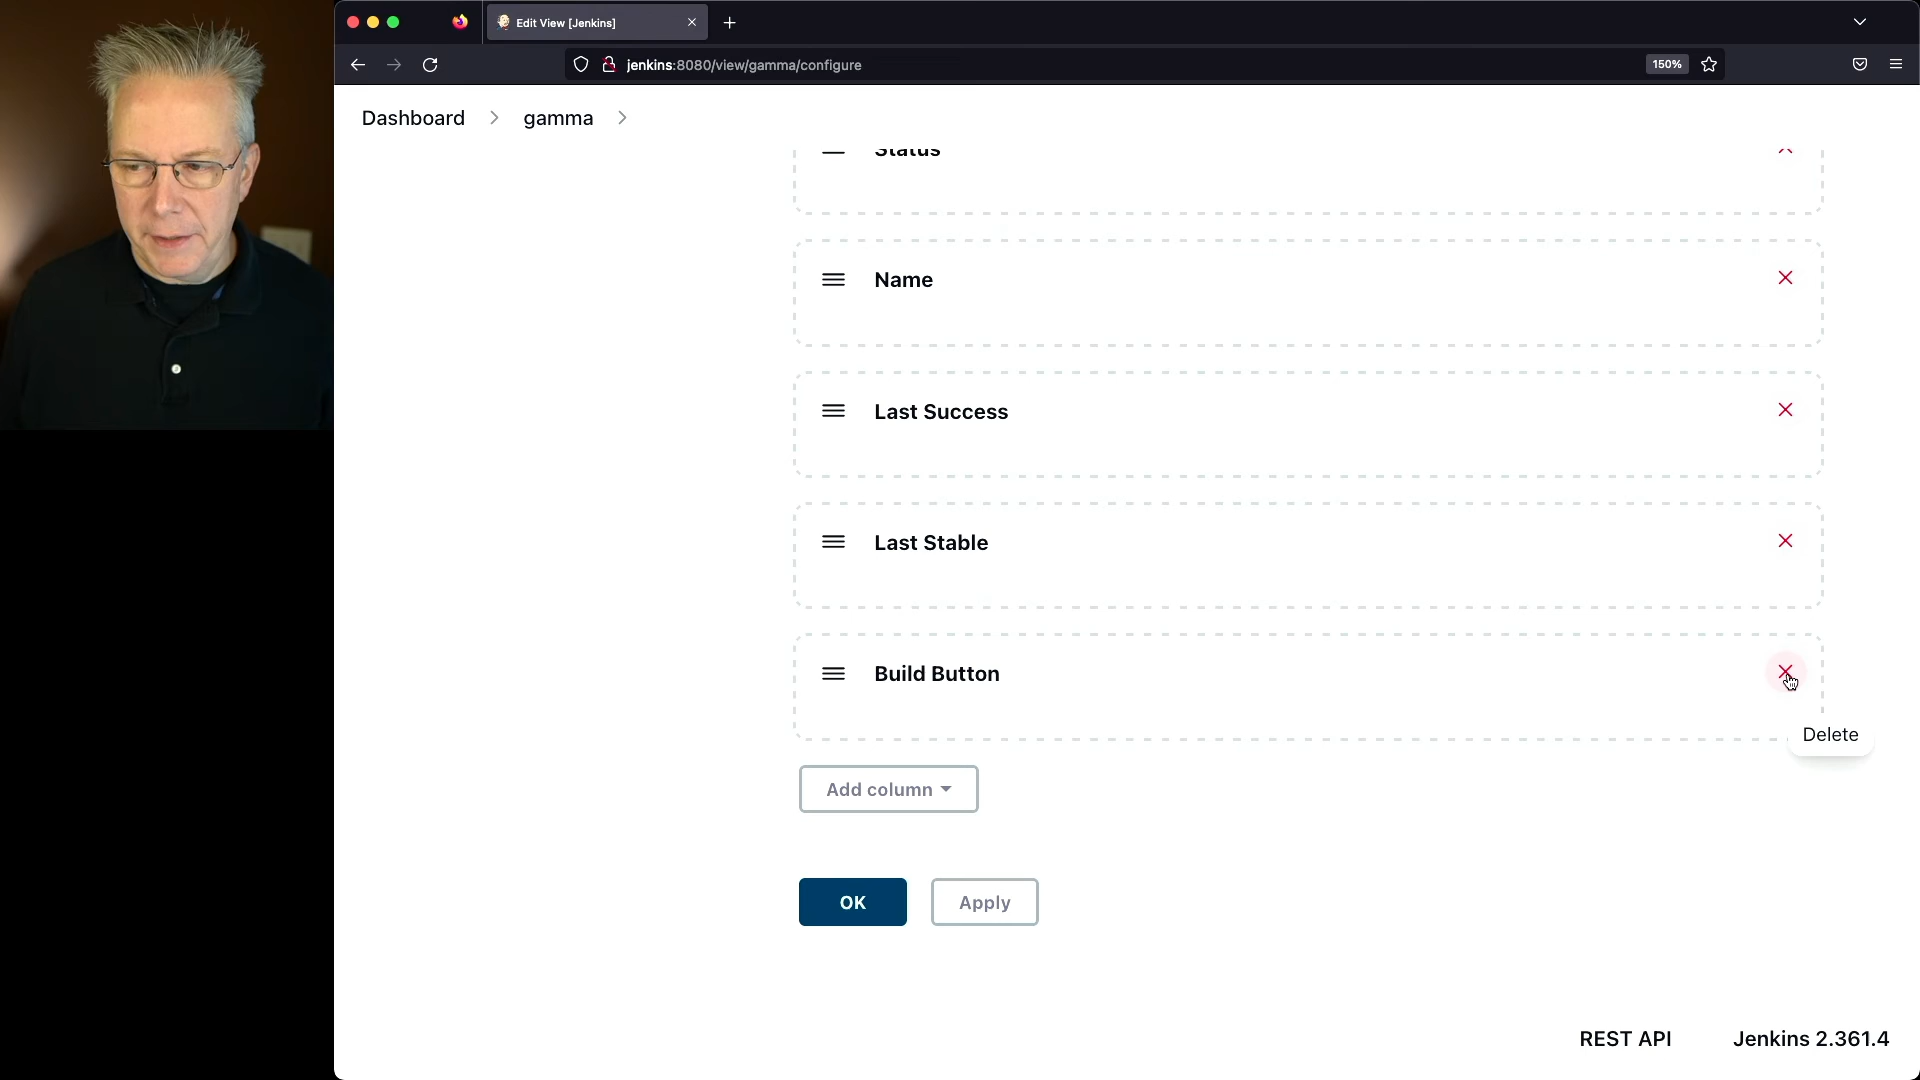 Edit View [Jenkins]
jenkins:8080/view/gamma/configure
150%
Dashboard
gamma
Status
Name
Last Success
Last Stable
Build Button
Delete
Add column
OK
Apply
REST API
Jenkins 2.361.4